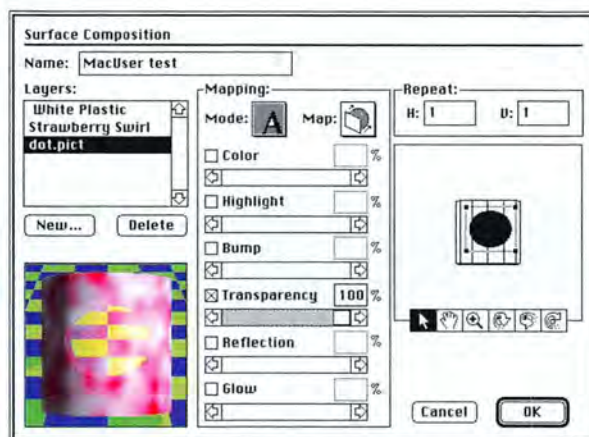 Surface Composition
Name: MacUser test
Layers:
White Plastic
Strawberry Swirl
dot.pict
New... Delete
Mapping:
Mode: A Map:
Color %
Highlight %
Bump %
Transparency 100 %
Reflection %
Glow %
Repeat:
H: 1 V: 1
Cancel OK